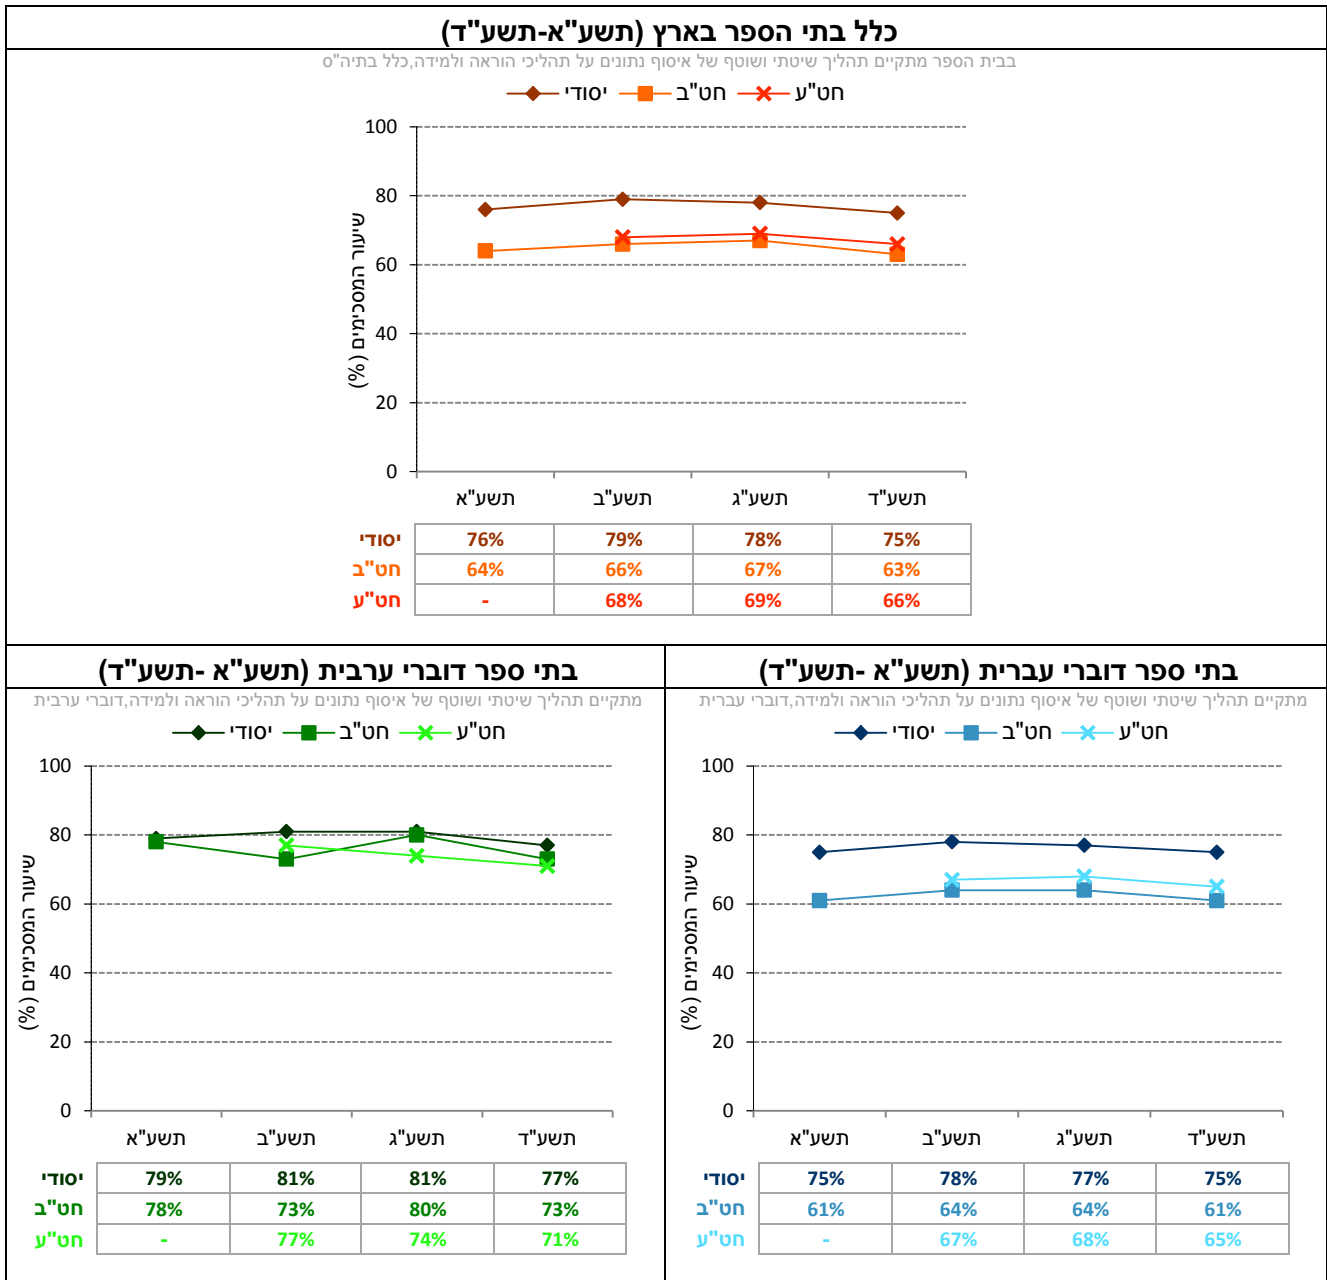 כלל בתי הספר בארץ (תשע"א-תשע"ד)
בבית הספר מתקיים תהליך שיטתי ושוטף של איסוף נתונים על תהליכי הוראה ולמידה,כלל בתיה"ס
יסודי חט"ב חט"ע
שיעור המסכימים (%)
100
80
60
40
20
0
תשע"א תשע"ב תשע"ג תשע"ד
יסודי 76% 79% 78% 75%
חט"ב 64% 66% 67% 63%
חט"ע - 68% 69% 66%
בתי ספר דוברי עברית (תשע"א -תשע"ד)
מתקיים תהליך שיטתי ושוטף של איסוף נתונים על תהליכי הוראה ולמידה,דוברי עברית
יסודי חט"ב חט"ע
שיעור המסכימים (%)
100
80
60
40
20
0
תשע"א תשע"ב תשע"ג תשע"ד
יסודי 75% 78% 77% 75%
חט"ב 61% 64% 64% 61%
חט"ע - 67% 68% 65%
בתי ספר דוברי ערבית (תשע"א -תשע"ד)
מתקיים תהליך שיטתי ושוטף של איסוף נתונים על תהליכי הוראה ולמידה,דוברי ערבית
יסודי חט"ב חט"ע
שיעור המסכימים (%)
100
80
60
40
20
0
תשע"א תשע"ב תשע"ג תשע"ד
יסודי 79% 81% 81% 77%
חט"ב 78% 73% 80% 73%
חט"ע - 77% 74% 71%